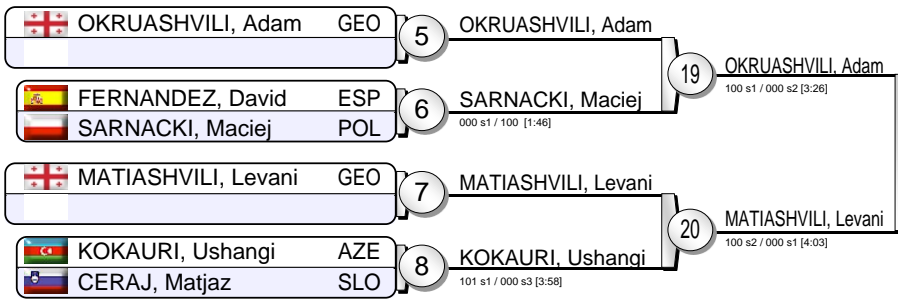 OKRUASHVILI, Adam GEO
5
OKRUASHVILI, Adam
FERNANDEZ, David ESP
SARNACKI, Maciej POL
6
SARNACKI, Maciej
000 s1 / 100 [1:46]
19
OKRUASHVILI, Adam
100 s1 / 000 s2 [3:26]
MATIASHVILI, Levani GEO
7
MATIASHVILI, Levani
KOKAURI, Ushangi AZE
CERAJ, Matjaz SLO
8
KOKAURI, Ushangi
101 s1 / 000 s3 [3:58]
20
MATIASHVILI, Levani
100 s2 / 000 s1 [4:03]